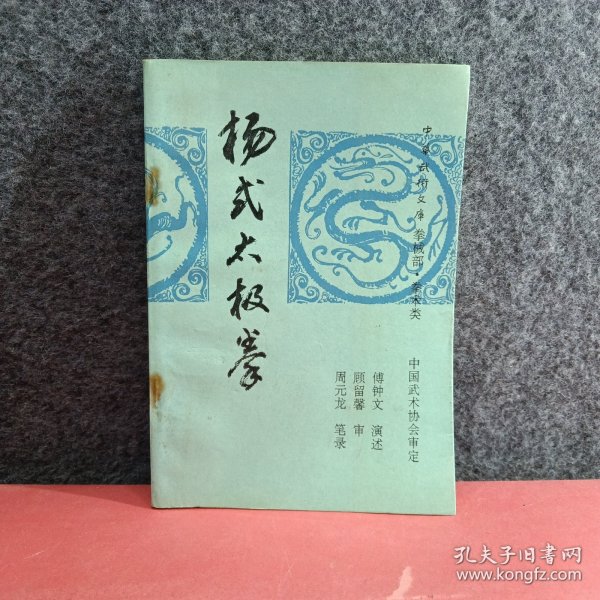 中华武术文库 拳械部·拳术类
中国武术协会审定
傅钟文 演述
顾留馨 审
周元龙 笔录
杨式太极拳
孔夫子旧书网
www.kongfz.com